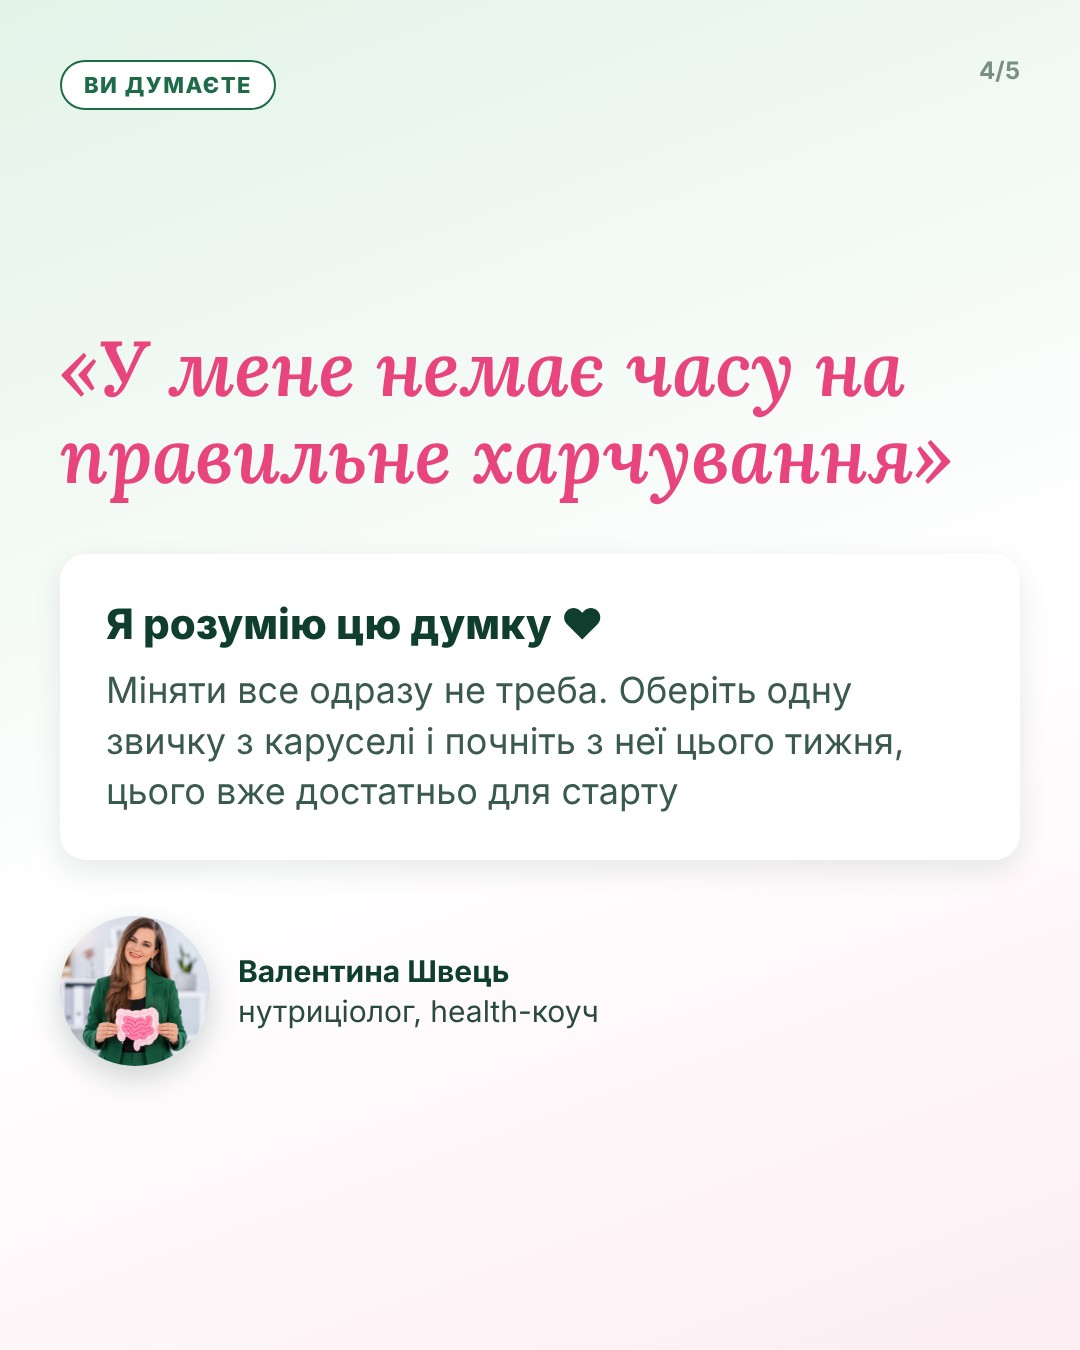 ВИ ДУМАЄТЕ
4/5
«У мене немає часу на
правильне харчування»
Я розумію цю думку ♥
Міняти все одразу не треба. Оберіть одну
звичку з каруселі і почніть з неї цього тижня,
цього вже достатньо для старту
Валентина Швець
нутриціолог, health-коуч